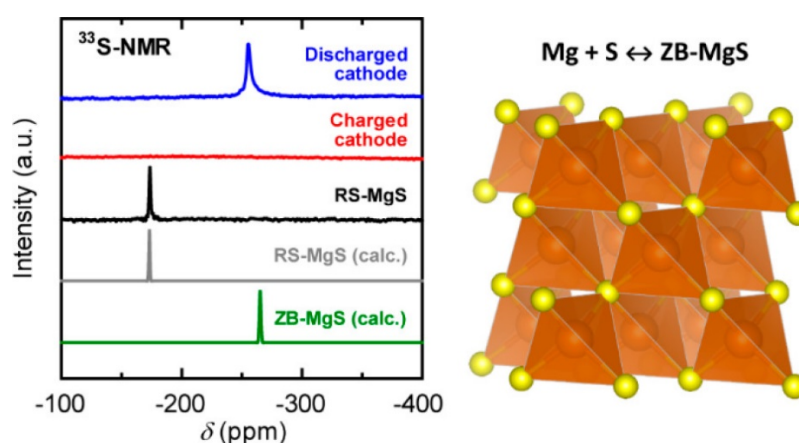 ³³S-NMR
Discharged
cathode
Charged
cathode
RS-MgS
RS-MgS (calc.)
ZB-MgS (calc.)
Intensity (a.u.)
-100 -200 -300 -400
δ (ppm)
Mg + S ↔ ZB-MgS